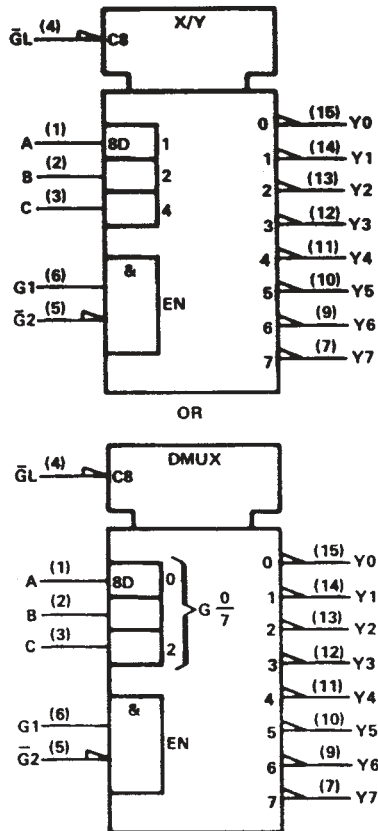 X/Y
G̅L (4) C8
0 (15) Y0
A (1) 8D 1
1 (14) Y1
B (2) 2
2 (13) Y2
C (3) 4
3 (12) Y3
4 (11) Y4
&
G1 (6) EN
5 (10) Y5
G̅2 (5)
6 (9) Y6
7 (7) Y7
OR
DMUX
G̅L (4) C8
0 (15) Y0
A (1) 8D 0
1 (14) Y1
B (2) G 0/7
2 (13) Y2
C (3) 2
3 (12) Y3
4 (11) Y4
&
G1 (6) EN
5 (10) Y5
G̅2 (5)
6 (9) Y6
7 (7) Y7